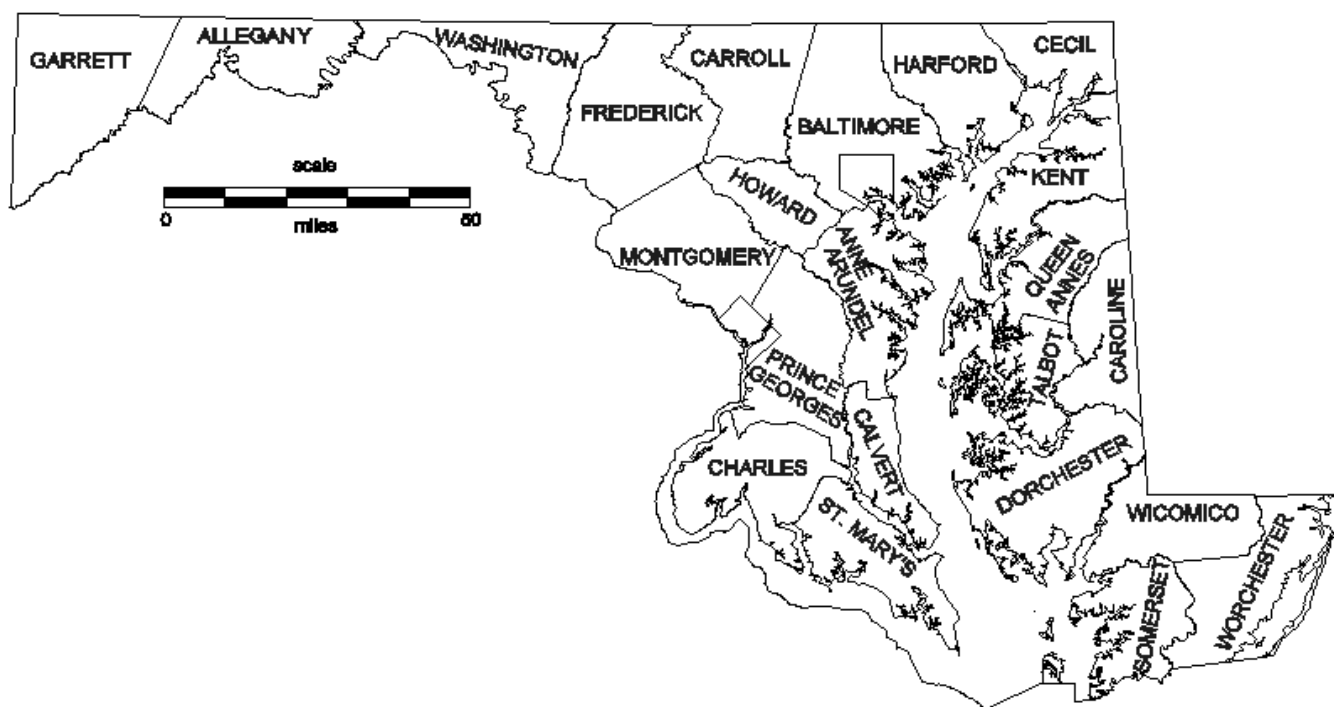 GARRETT
ALLEGANY
WASHINGTON
FREDERICK
CARROLL
BALTIMORE
HARFORD
CECIL
KENT
scale
0
50
miles
HOWARD
MONTGOMERY
ANNE
ARUNDEL
QUEEN
ANNES
CAROLINE
TALBOT
PRINCE
GEORGES
CALVERT
CHARLES
ST. MARY'S
DORCHESTER
WICOMICO
WORCHESTER
SOMERSET